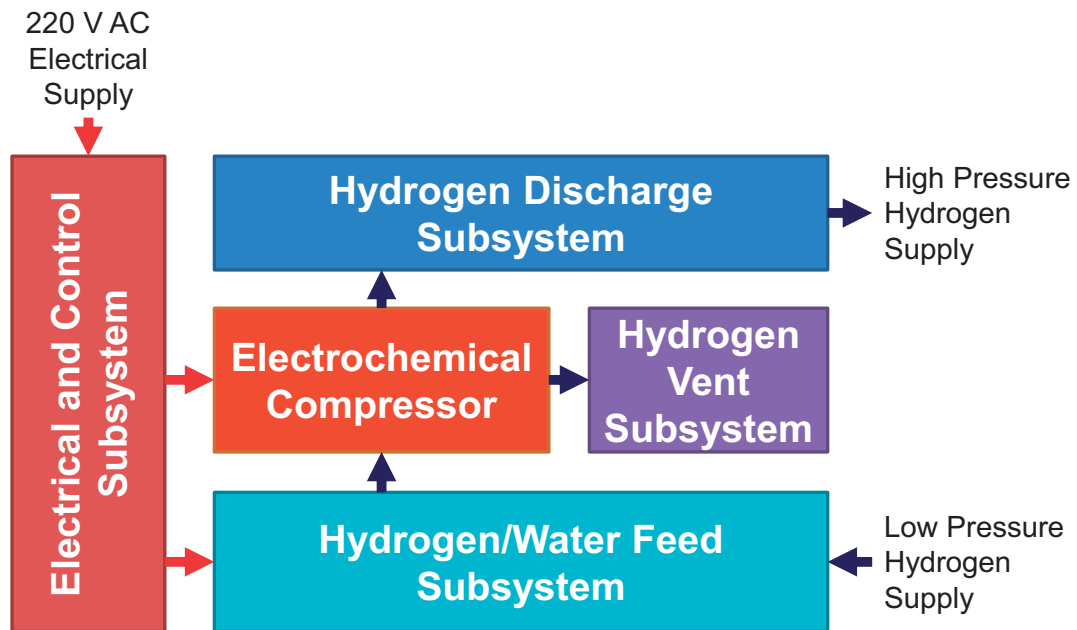 220 V AC
Electrical
Supply
Electrical and Control
Subsystem
Hydrogen Discharge
Subsystem
High Pressure
Hydrogen
Supply
Electrochemical
Compressor
Hydrogen
Vent
Subsystem
Hydrogen/Water Feed
Subsystem
Low Pressure
Hydrogen
Supply